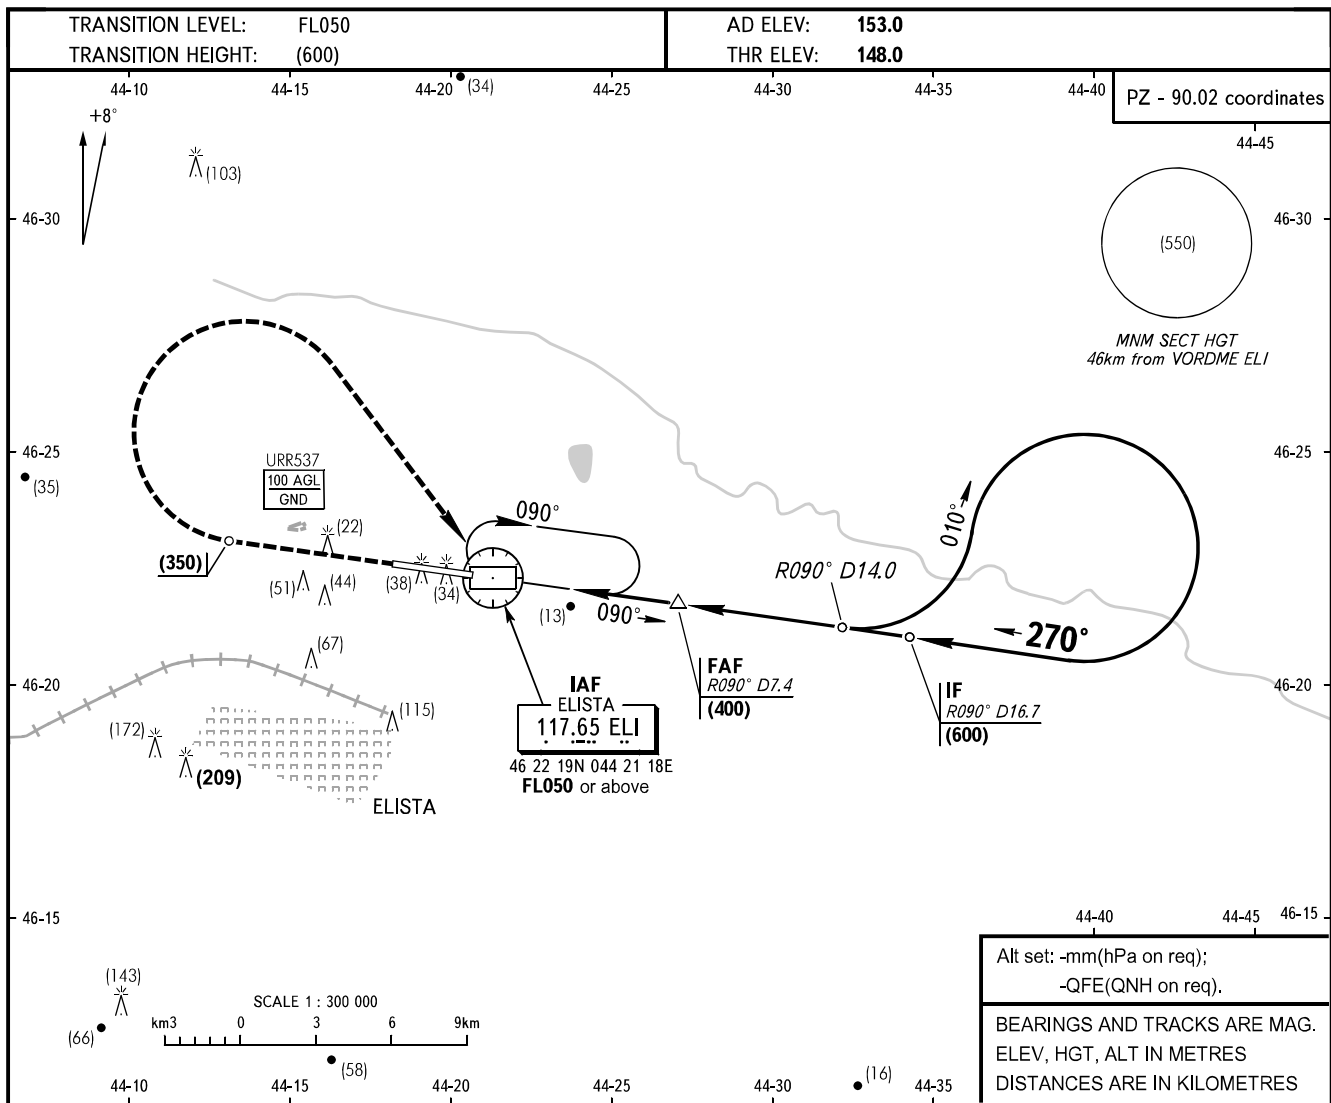 TRANSITION LEVEL: FL050
TRANSITION HEIGHT: (600)
AD ELEV: 153.0
THR ELEV: 148.0
44-10 44-15 44-20 (34) 44-25 44-30 44-35 44-40
PZ - 90.02 coordinates
44-45
+8°
(103)
46-30 46-30
(550)
MNM SECT HGT
46km from VORDME ELI
46-25 46-25
URR537
100 AGL
GND
(35)
(22)
090°
010°
(350)
(51) (44) (38) (34)
R090° D14.0
(13) 090°
270°
(67)
FAF
R090° D7.4
(400)
IF
R090° D16.7
(600)
46-20 46-20
IAF
ELISTA
117.65 ELI
46 22 19N 044 21 18E
FL050 or above
(115)
(172)
(209)
ELISTA
46-15 44-40 44-45 46-15
Alt set: -mm(hPa on req);
-QFE(QNH on req).
BEARINGS AND TRACKS ARE MAG.
ELEV, HGT, ALT IN METRES
DISTANCES ARE IN KILOMETRES
(143)
(66)
SCALE 1 : 300 000
km3 0 3 6 9km
(58)
(16)
44-10 44-15 44-20 44-25 44-30 44-35